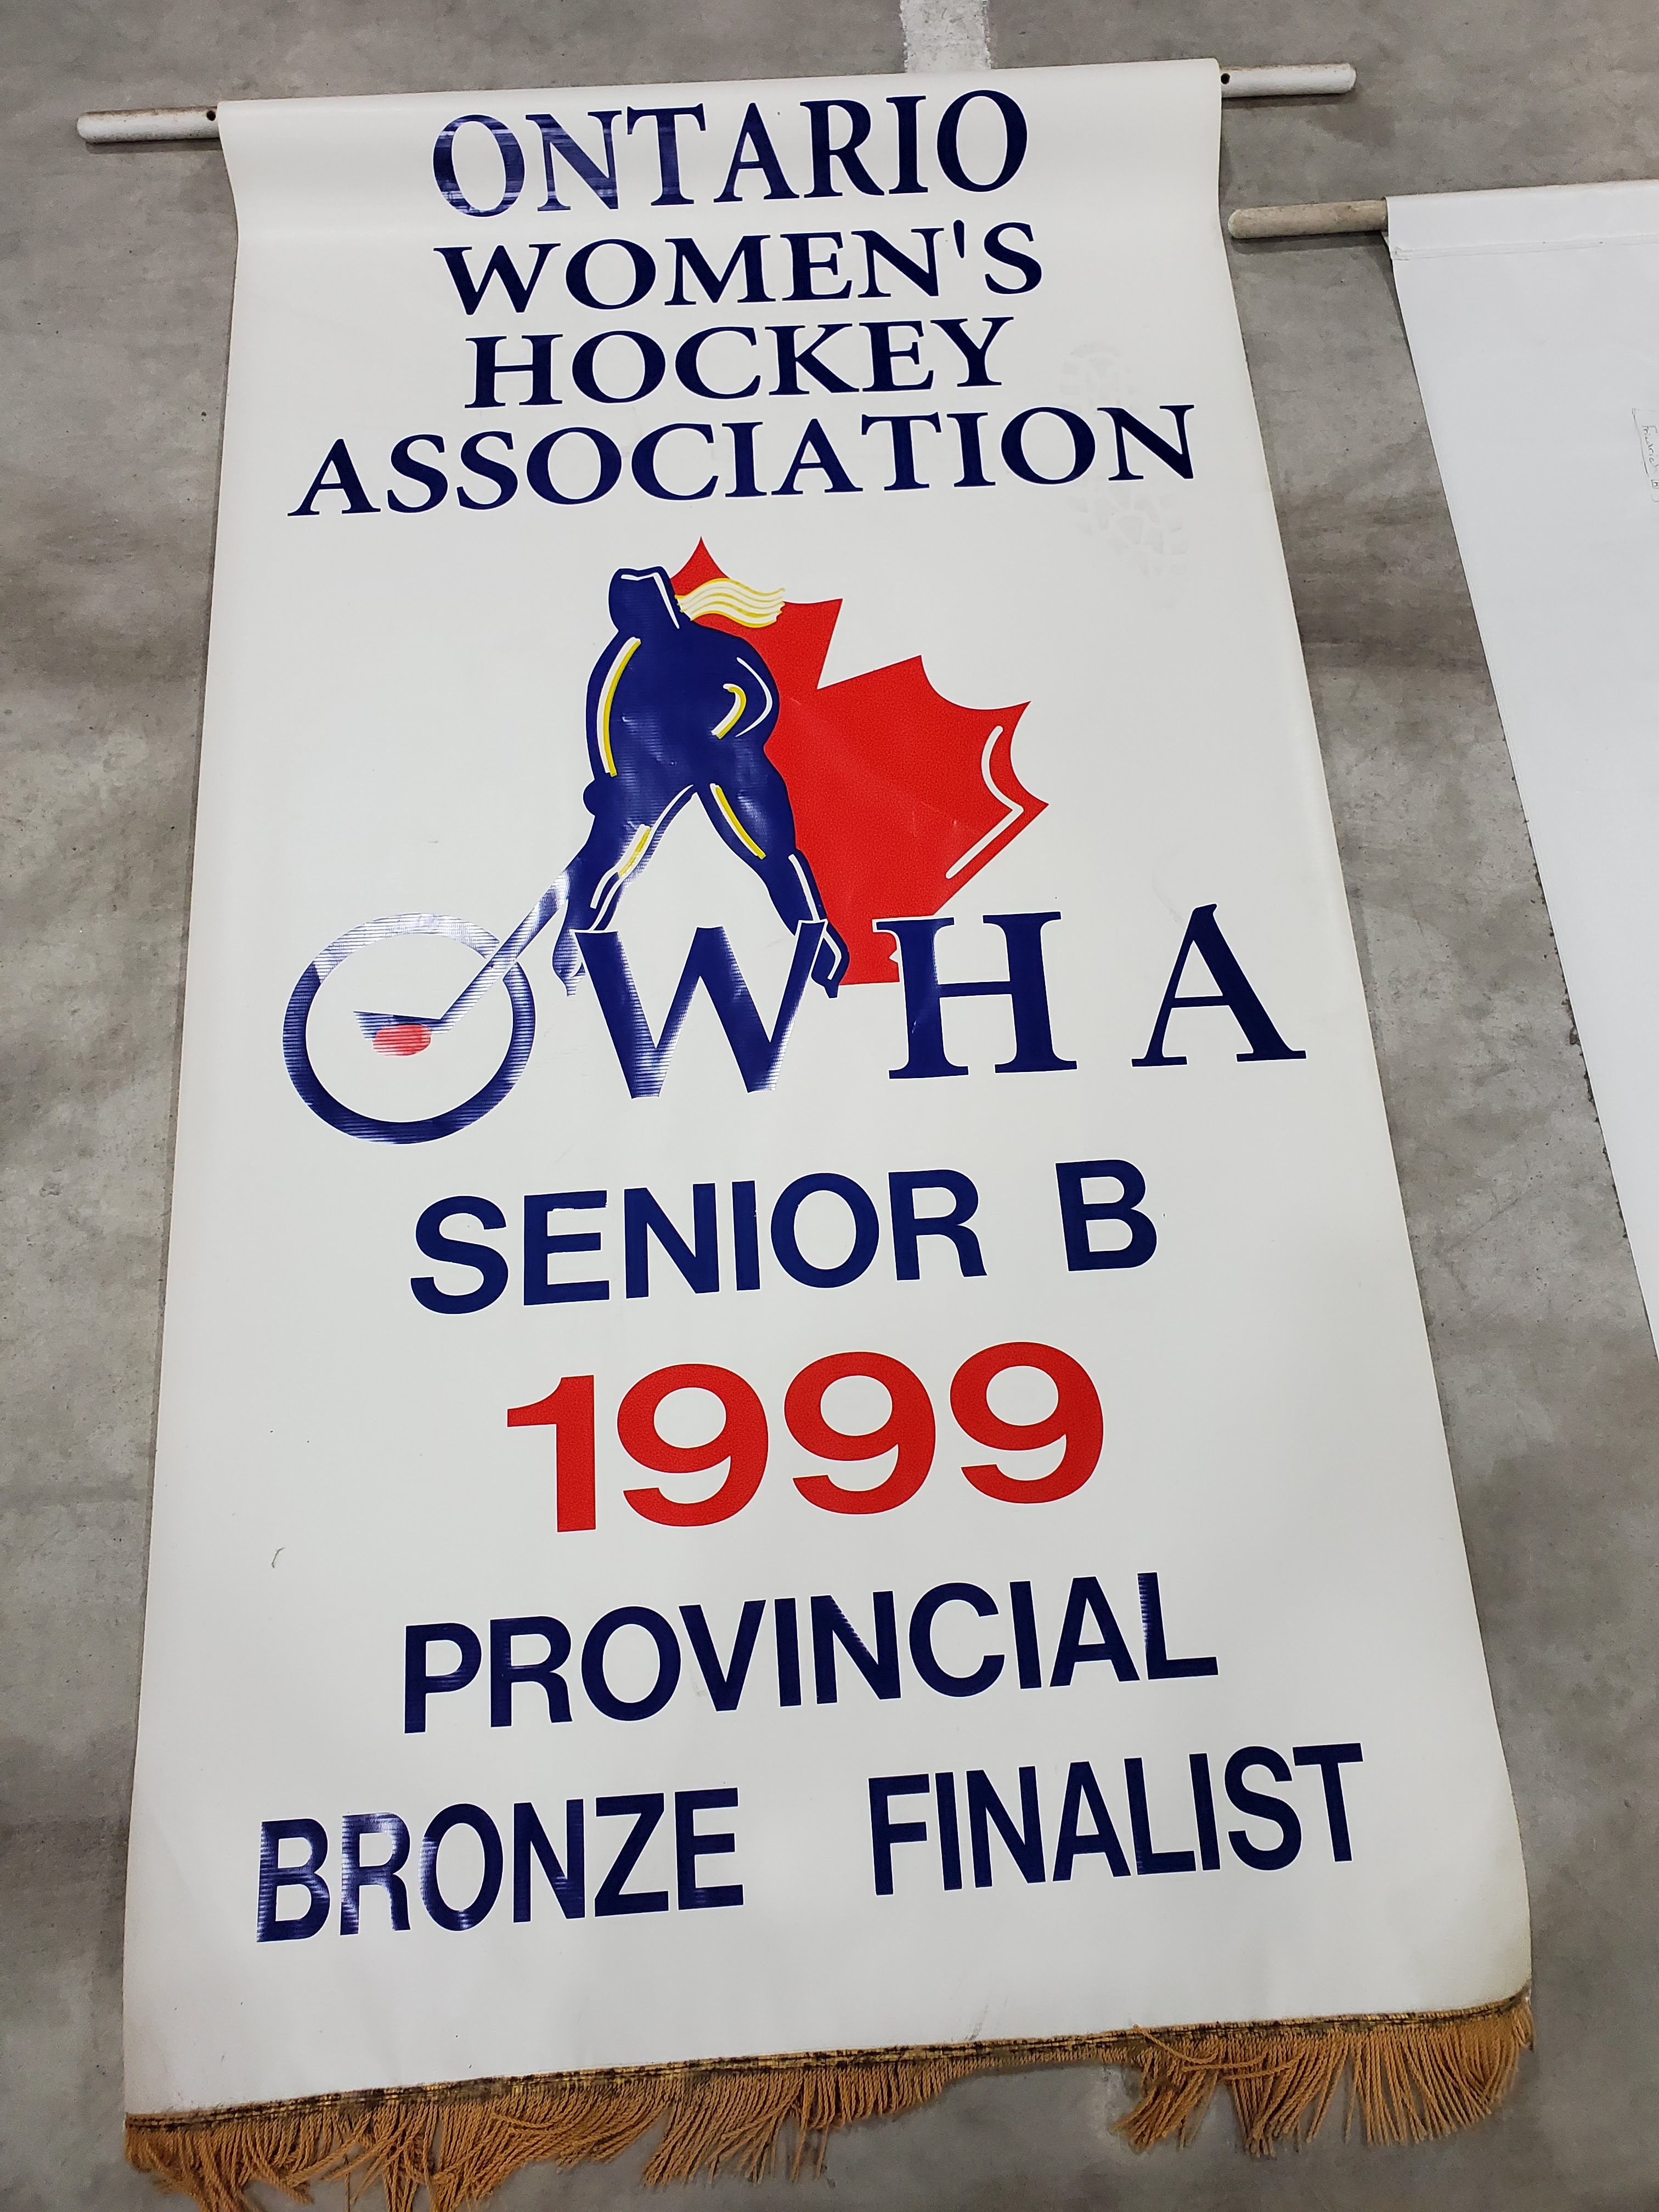 ONTARIO
WOMEN'S
HOCKEY
ASSOCIATION
OWHA
SENIOR B
1999
PROVINCIAL
BRONZE FINALIST